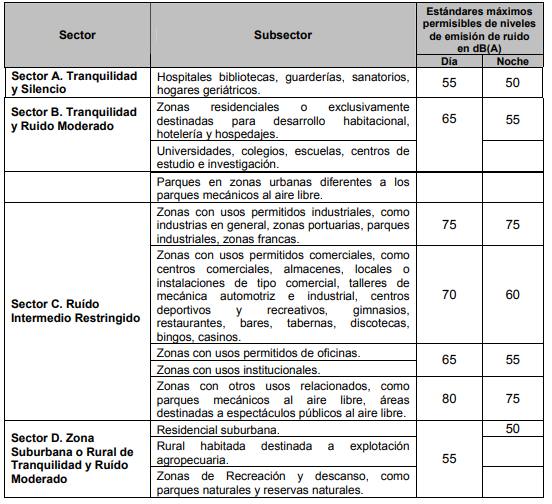 Sector
Subsector
Estándares máximos
permisibles de niveles
de emisión de ruido
en dB(A)
Día
Noche
Sector A. Tranquilidad
y Silencio
Hospitales bibliotecas, guarderías, sanatorios,
hogares geriátricos.
55
50
Sector B. Tranquilidad
y Ruido Moderado
Zonas residenciales o exclusivamente
destinadas para desarrollo habitacional,
hotelería y hospedajes.
65
55
Universidades, colegios, escuelas, centros de
estudio e investigación.
Parques en zonas urbanas diferentes a los
parques mecánicos al aire libre.
Sector C. Ruido
Intermedio Restringido
Zonas con usos permitidos industriales, como
industrias en general, zonas portuarias, parques
industriales, zonas francas.
75
75
Zonas con usos permitidos comerciales, como
centros comerciales, almacenes, locales o
instalaciones de tipo comercial, talleres de
mecánica automotriz e industrial, centros
deportivos y recreativos, gimnasios,
restaurantes, bares, tabernas, discotecas,
bingos, casinos.
70
60
Zonas con usos permitidos de oficinas.
65
55
Zonas con usos institucionales.
Zonas con otros usos relacionados, como
parques mecánicos al aire libre, áreas
destinadas a espectáculos públicos al aire libre.
80
75
Sector D. Zona
Suburbana o Rural de
Tranquilidad y Ruído
Moderado
Residencial suburbana.
50
Rural habitada destinada a explotación
agropecuaria.
55
Zonas de Recreación y descanso, como
parques naturales y reservas naturales.